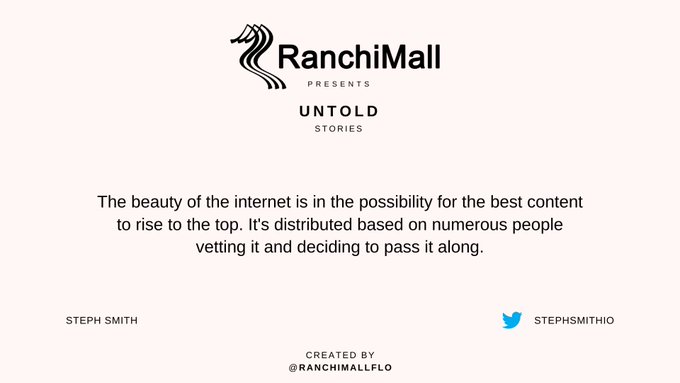 RanchiMall
PRESENTS
UNTOLD
STORIES
The beauty of the internet is in the possibility for the best content
to rise to the top. It's distributed based on numerous people
vetting it and deciding to pass it along.
STEPH SMITH
STEPHSMITHIO
CREATED BY
@RANCHIMALLFLO